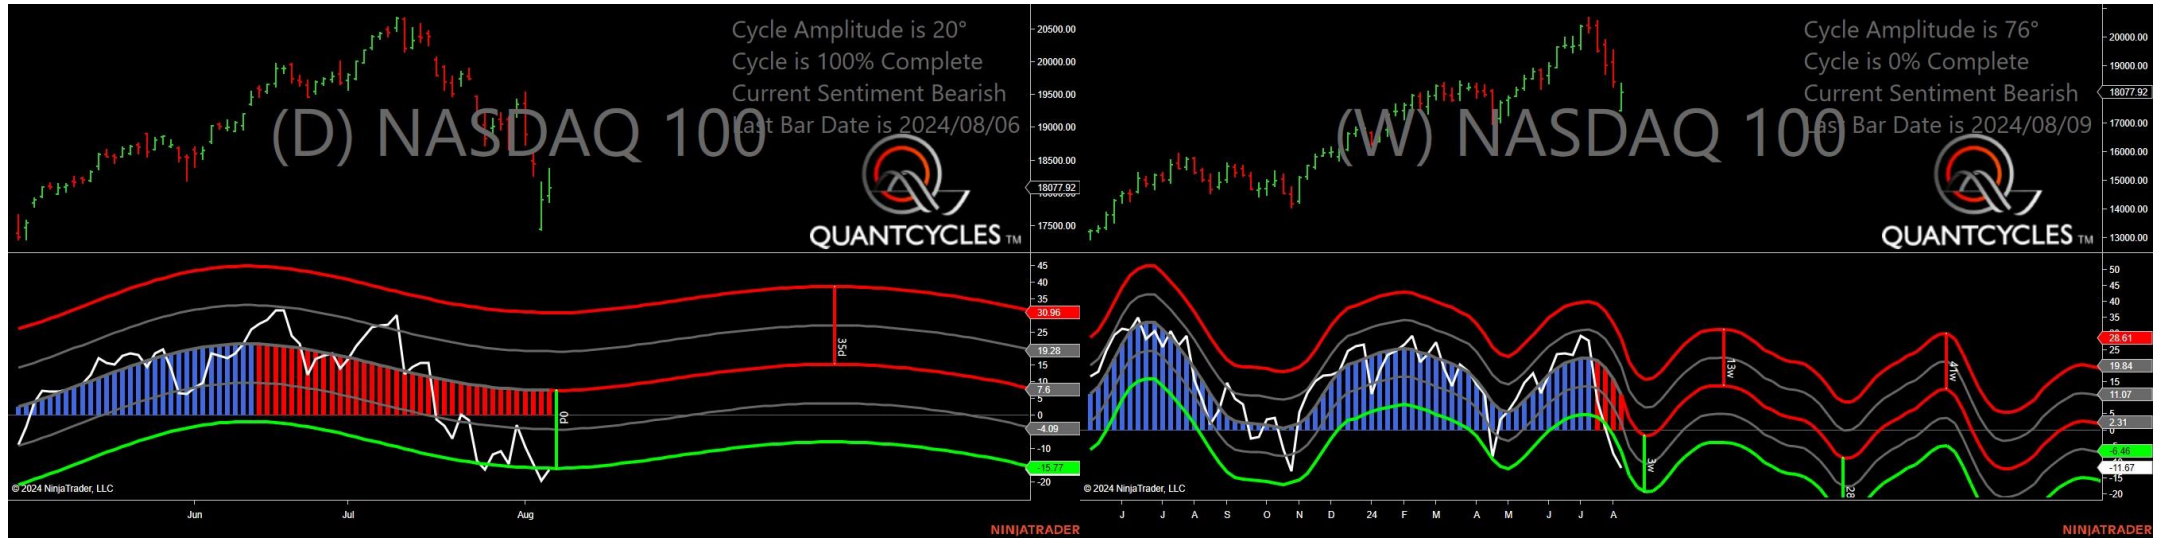 Cycle Amplitude is 20°
Cycle is 100% Complete
Current Sentiment Bearish
Last Bar Date is 2024/08/06
(D) NASDAQ 100
QUANTCYCLES TM
20500.00
20000.00
19500.00
19000.00
18500.00
18077.92
17500.00
45
40
35
30.96
25
19.28
15
10
7.6
5
0
-4.09
-10
-15.77
-20
35d
0d
© 2024 NinjaTrader, LLC
Jun
Jul
Aug
NINJATRADER
Cycle Amplitude is 76°
Cycle is 0% Complete
Current Sentiment Bearish
Last Bar Date is 2024/08/09
(W) NASDAQ 100
QUANTCYCLES TM
20000.00
19000.00
18077.92
17000.00
16000.00
15000.00
14000.00
13000.00
50
45
40
35
28.61
25
19.84
15
11.07
5
2.31
0
-6.46
-11.67
-15
-20
13w
41w
3w
28
© 2024 NinjaTrader, LLC
J J A S O N D 24 F M A M J J A
NINJATRADER